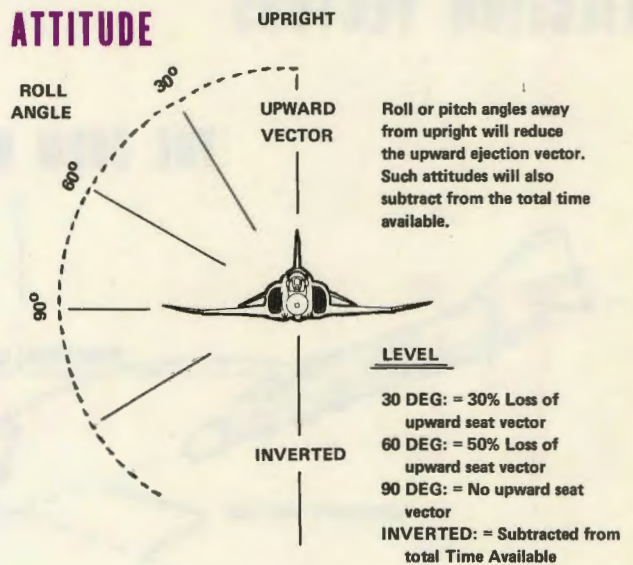 ATTITUDE
UPRIGHT
ROLL
ANGLE
30°
60°
90°
UPWARD
VECTOR
Roll or pitch angles away
from upright will reduce
the upward ejection vector.
Such attitudes will also
subtract from the total time
available.
INVERTED
LEVEL
30 DEG: = 30% Loss of
upward seat vector
60 DEG: = 50% Loss of
upward seat vector
90 DEG: = No upward seat
vector
INVERTED: = Subtracted from
total Time Available